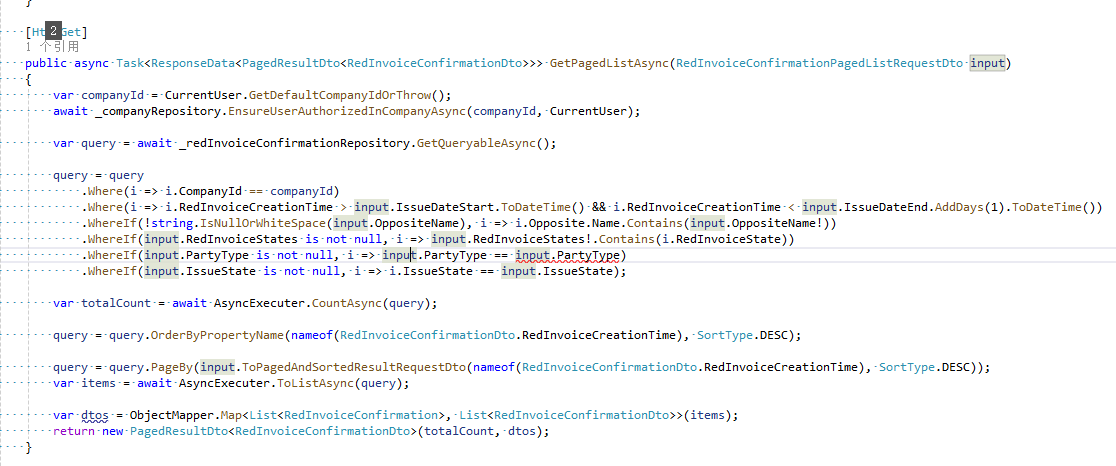 }
[Ht 2 Get]
1 个引用
public async Task<ResponseData<PagedResultDto<RedInvoiceConfirmationDto>>> GetPagedListAsync(RedInvoiceConfirmationPagedListRequestDto input)
{
var companyId = CurrentUser.GetDefaultCompanyIdOrThrow();
await _companyRepository.EnsureUserAuthorizedInCompanyAsync(companyId, CurrentUser);
var query = await _redInvoiceConfirmationRepository.GetQueryableAsync();
query = query
.Where(i => i.CompanyId == companyId)
.Where(i => i.RedInvoiceCreationTime > input.IssueDateStart.ToDateTime() && i.RedInvoiceCreationTime < input.IssueDateEnd.AddDays(1).ToDateTime())
.WhereIf(!string.IsNullOrWhiteSpace(input.OppositeName), i => i.Opposite.Name.Contains(input.OppositeName!))
.WhereIf(input.RedInvoiceStates is not null, i => input.RedInvoiceStates!.Contains(i.RedInvoiceState))
.WhereIf(input.PartyType is not null, i => input.PartyType == input.PartyType)
.WhereIf(input.IssueState is not null, i => i.IssueState == input.IssueState);
var totalCount = await AsyncExecuter.CountAsync(query);
query = query.OrderByPropertyName(nameof(RedInvoiceConfirmationDto.RedInvoiceCreationTime), SortType.DESC);
query = query.PageBy(input.ToPagedAndSortedResultRequestDto(nameof(RedInvoiceConfirmationDto.RedInvoiceCreationTime), SortType.DESC));
var items = await AsyncExecuter.ToListAsync(query);
var dtos = ObjectMapper.Map<List<RedInvoiceConfirmation>, List<RedInvoiceConfirmationDto>>(items);
return new PagedResultDto<RedInvoiceConfirmationDto>(totalCount, dtos);
}